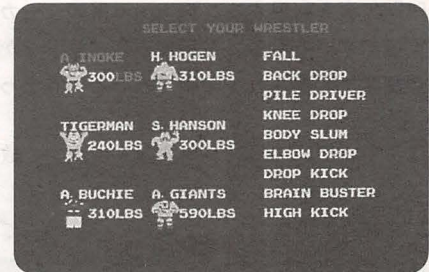 SELECT YOUR WRESTLER
A. INOKE H. HOGEN FALL
300LBS 310LBS BACK DROP
PILE DRIVER
KNEE DROP
TIGERMAN S. HANSON BODY SLUM
240LBS 300LBS ELBOW DROP
DROP KICK
A. BUCHIE A. GIANTS BRAIN BUSTER
310LBS 590LBS HIGH KICK